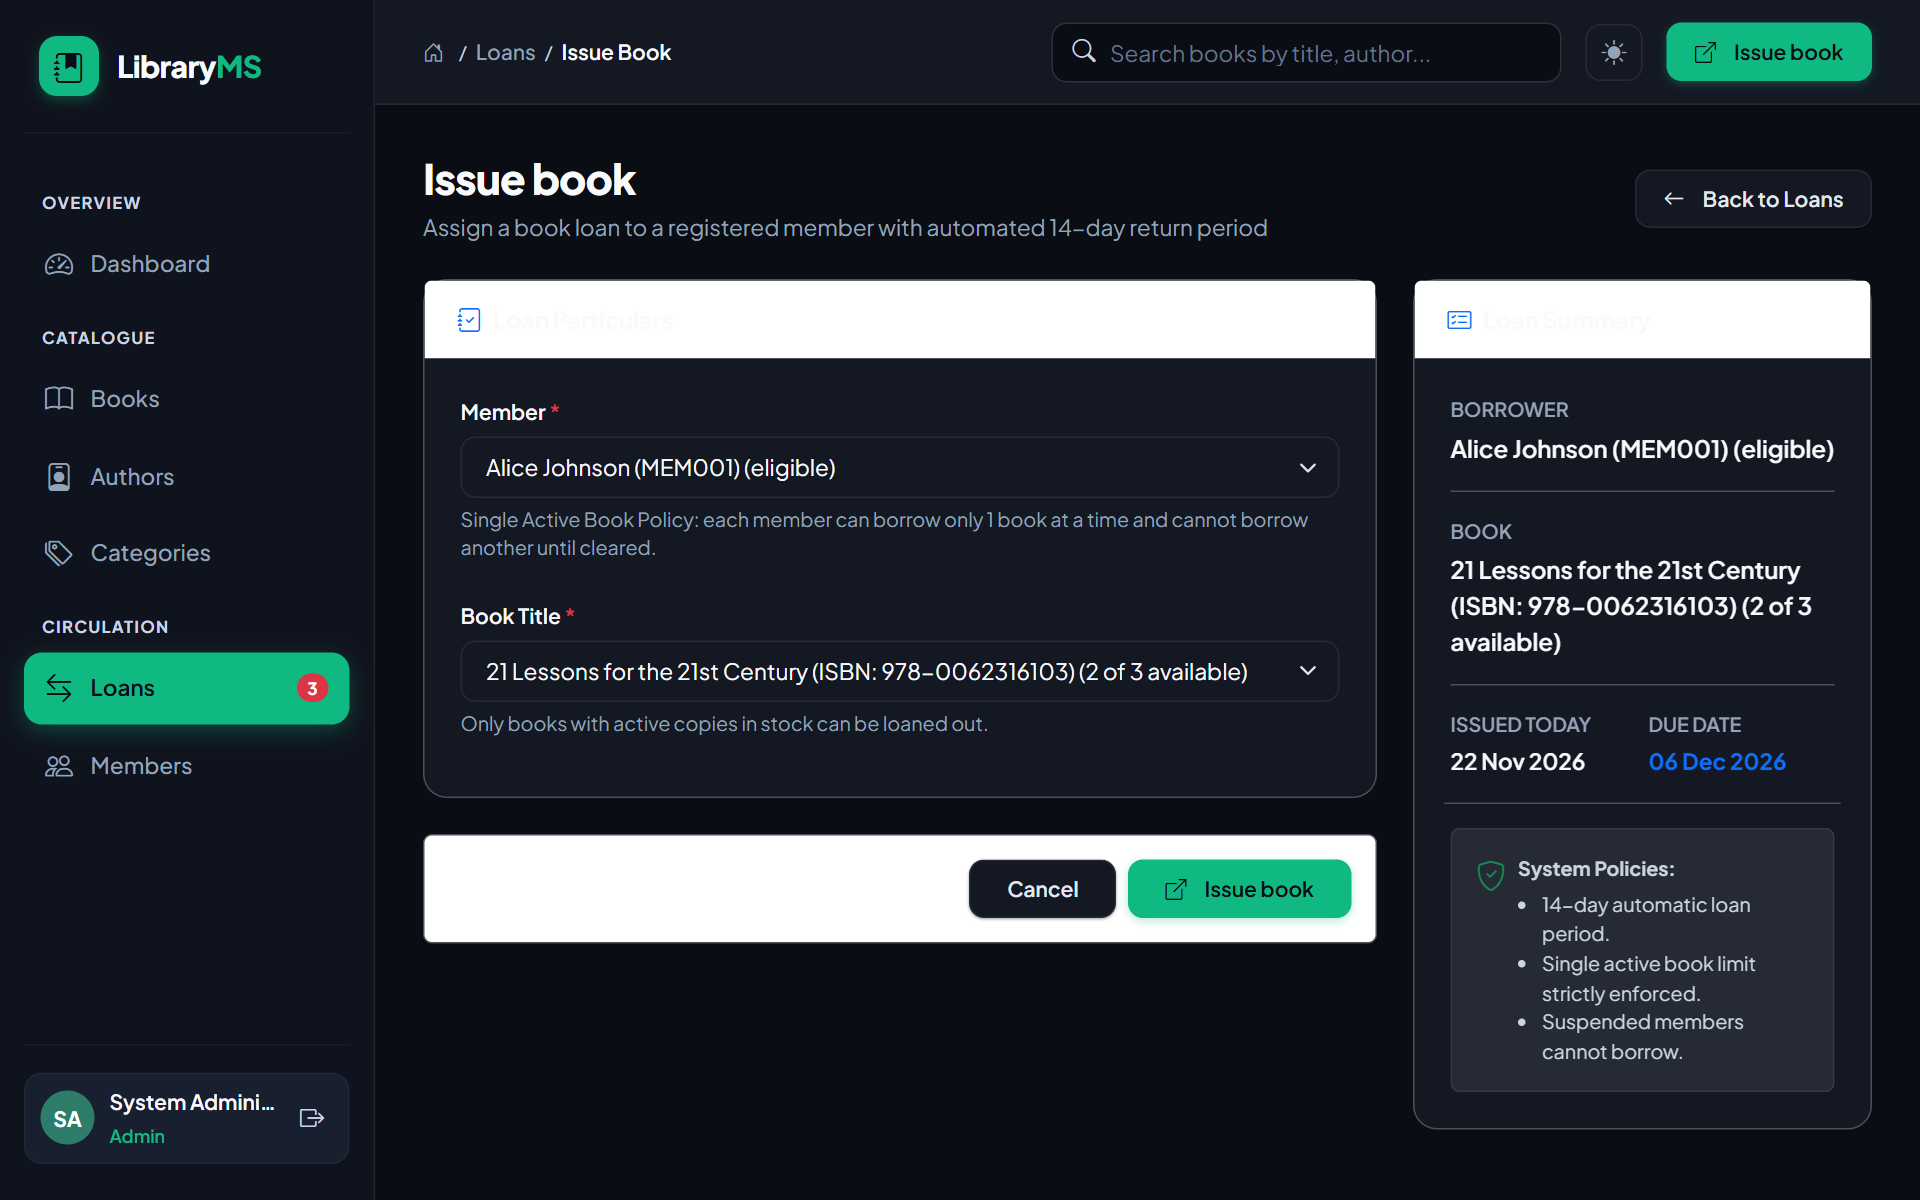 LibraryMS
/ Loans / Issue Book
Search books by title, author...
Issue book
OVERVIEW
Dashboard
CATALOGUE
Books
Authors
Categories
CIRCULATION
Loans 3
Members
System Admini...
SA
Admin
Issue book
Assign a book loan to a registered member with automated 14–day return period
Back to Loans
Loan Particulars
Member *
Alice Johnson (MEM001) (eligible)
Single Active Book Policy: each member can borrow only 1 book at a time and cannot borrow
another until cleared.
Book Title *
21 Lessons for the 21st Century (ISBN: 978–0062316103) (2 of 3 available)
Only books with active copies in stock can be loaned out.
Cancel
Issue book
Loan Summary
BORROWER
Alice Johnson (MEM001) (eligible)
BOOK
21 Lessons for the 21st Century
(ISBN: 978–0062316103) (2 of 3
available)
ISSUED TODAY DUE DATE
22 Nov 2026 06 Dec 2026
System Policies:
• 14–day automatic loan
period.
• Single active book limit
strictly enforced.
• Suspended members
cannot borrow.